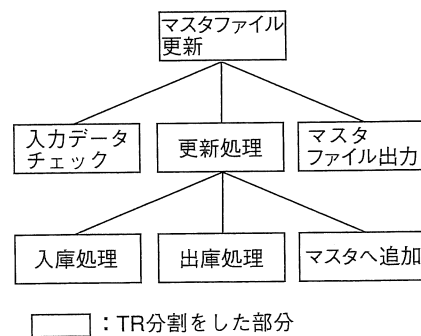 マスタファイル
更新
入力データ
チェック
更新処理
マスタ
ファイル出力
入庫処理
出庫処理
マスタへ追加
：TR分割をした部分